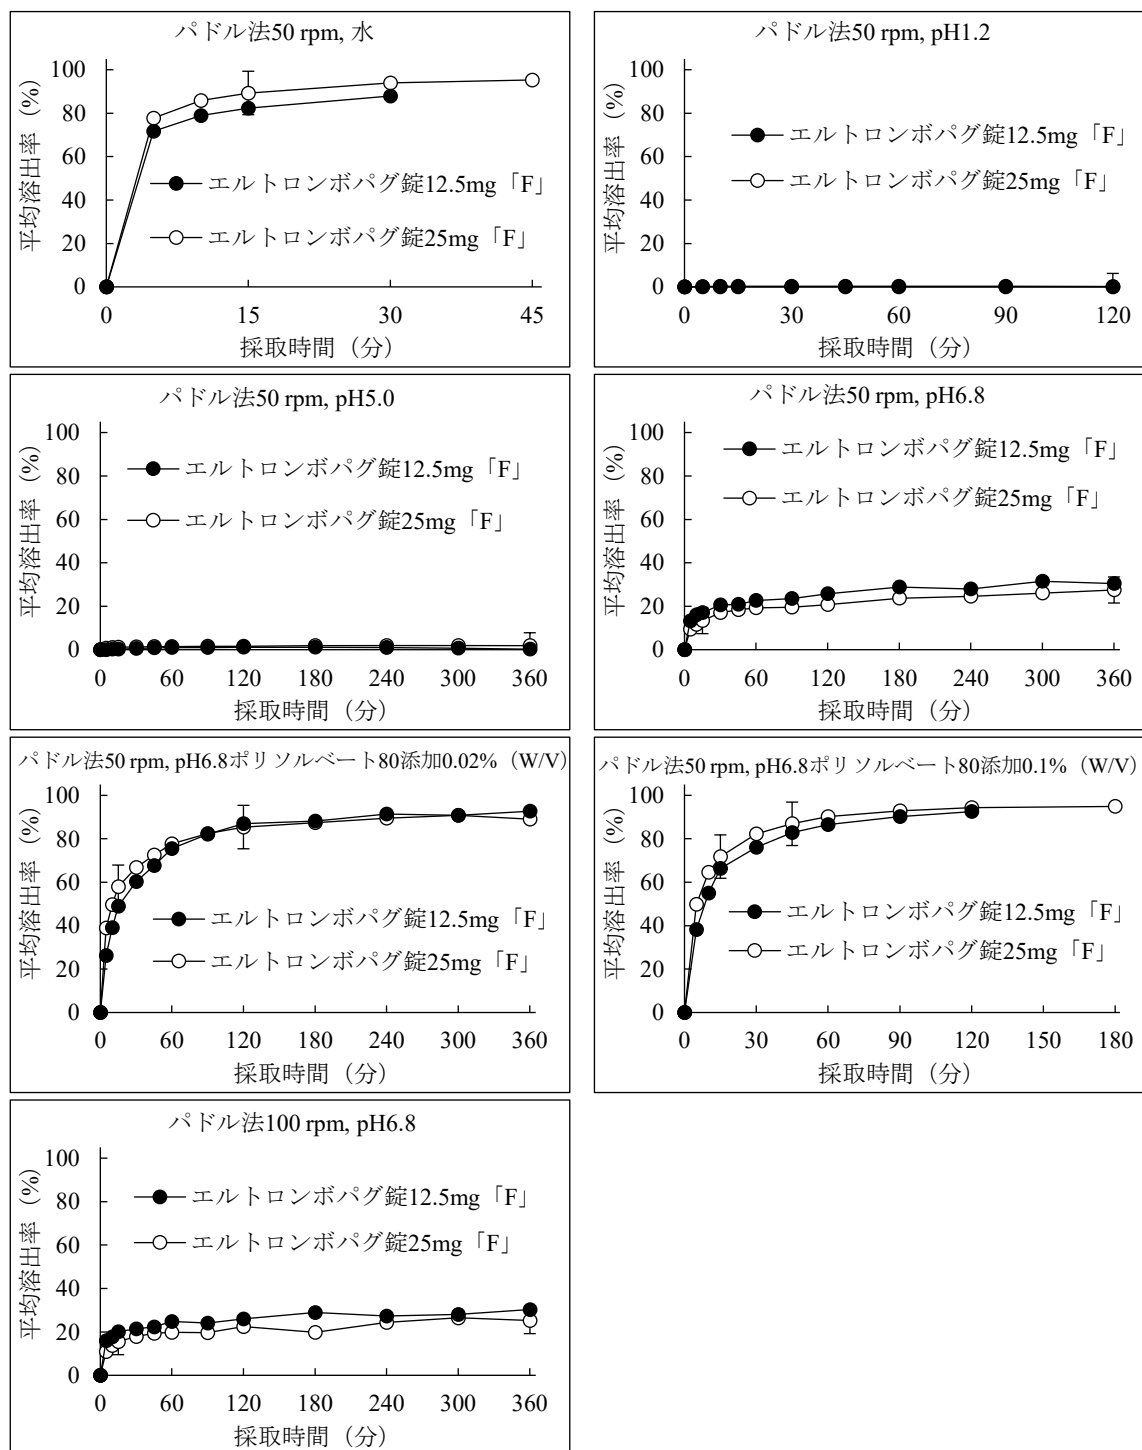 パドル法50 rpm, 水
平均溶出率（%）
100
80
60
40
20
0
エルトロンボパグ錠12.5mg「F」
エルトロンボパグ錠25mg「F」
0 15 30 45
採取時間（分）
パドル法50 rpm, pH1.2
平均溶出率（%）
100
80
60
40
20
0
エルトロンボパグ錠12.5mg「F」
エルトロンボパグ錠25mg「F」
0 30 60 90 120
採取時間（分）
パドル法50 rpm, pH5.0
平均溶出率（%）
100
80
60
40
20
0
エルトロンボパグ錠12.5mg「F」
エルトロンボパグ錠25mg「F」
0 60 120 180 240 300 360
採取時間（分）
パドル法50 rpm, pH6.8
平均溶出率（%）
100
80
60
40
20
0
エルトロンボパグ錠12.5mg「F」
エルトロンボパグ錠25mg「F」
0 60 120 180 240 300 360
採取時間（分）
パドル法50 rpm, pH6.8ポリソルベート80添加0.02%（W/V）
平均溶出率（%）
100
80
60
40
20
0
エルトロンボパグ錠12.5mg「F」
エルトロンボパグ錠25mg「F」
0 60 120 180 240 300 360
採取時間（分）
パドル法50 rpm, pH6.8ポリソルベート80添加0.1%（W/V）
平均溶出率（%）
100
80
60
40
20
0
エルトロンボパグ錠12.5mg「F」
エルトロンボパグ錠25mg「F」
0 30 60 90 120 150 180
採取時間（分）
パドル法100 rpm, pH6.8
平均溶出率（%）
100
80
60
40
20
0
エルトロンボパグ錠12.5mg「F」
エルトロンボパグ錠25mg「F」
0 60 120 180 240 300 360
採取時間（分）